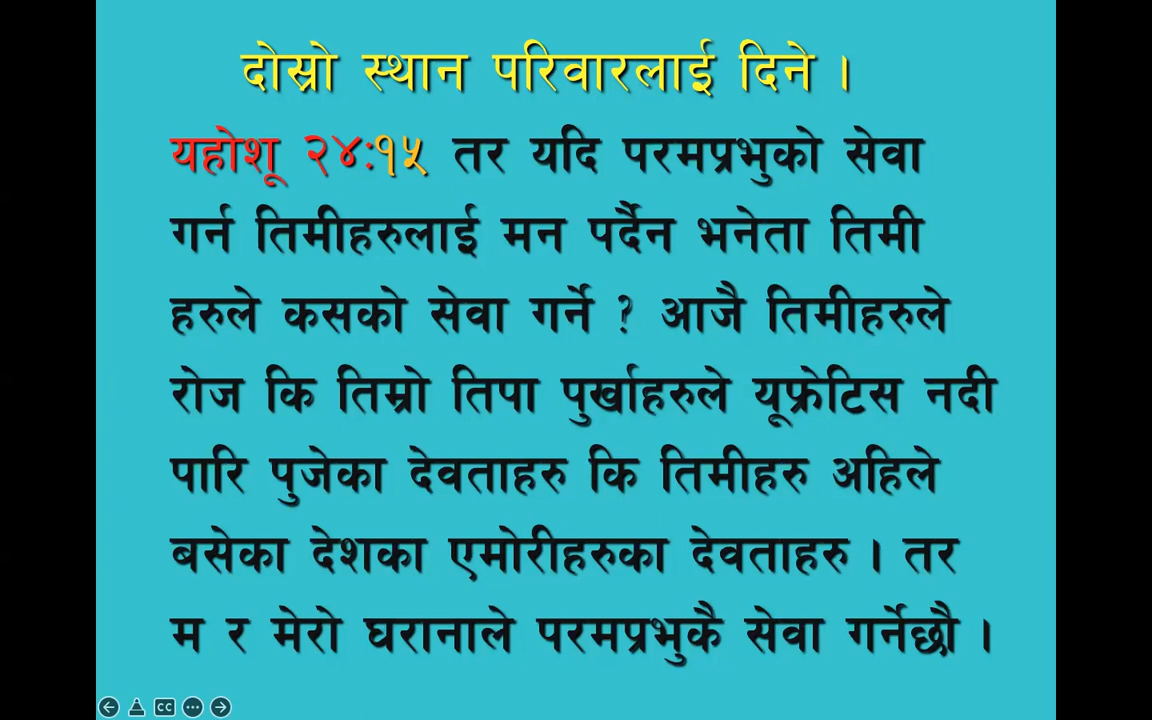 दोस्रो स्थान परिवारलाई दिने ।
यहोशू २४:१५ तर यदि परमप्रभुको सेवा
गर्न तिमीहरुलाई मन पर्दैन भनेता तिमी
हरुले कसको सेवा गर्ने ? आजै तिमीहरुले
रोज कि तिम्रो तिपा पुर्खाहरुले यूफ्रेटिस नदी
पारि पुजेका देवताहरु कि तिमीहरु अहिले
बसेका देशका एमोरीहरुका देवताहरु । तर
म र मेरो घरानाले परमप्रभुकै सेवा गर्नेछौ ।
CC